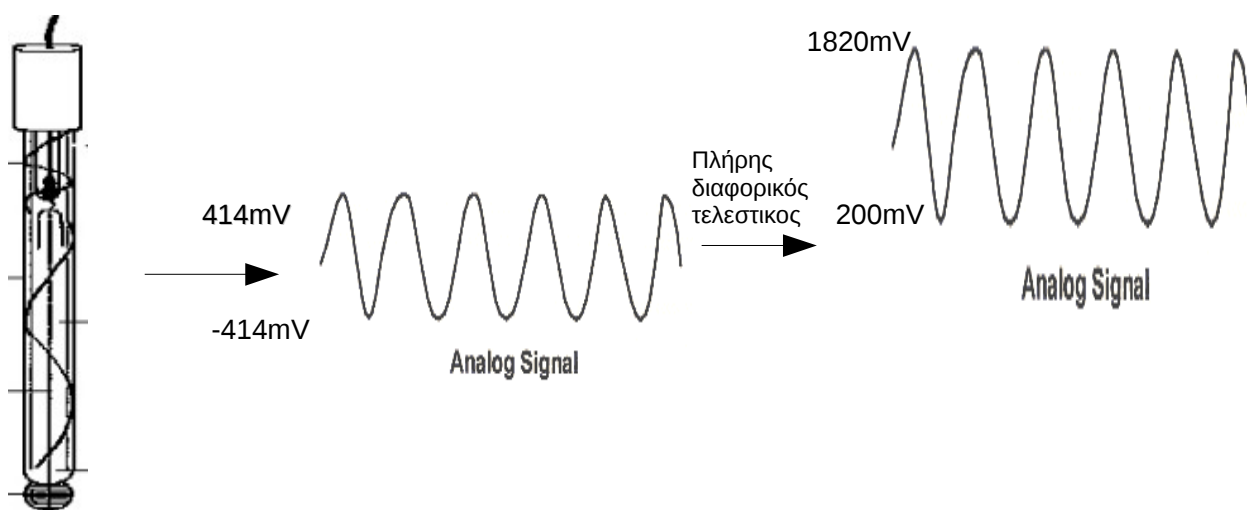 414mV
-414mV
Analog Signal
Πλήρης
διαφορικός
τελεστικος
1820mV
200mV
Analog Signal